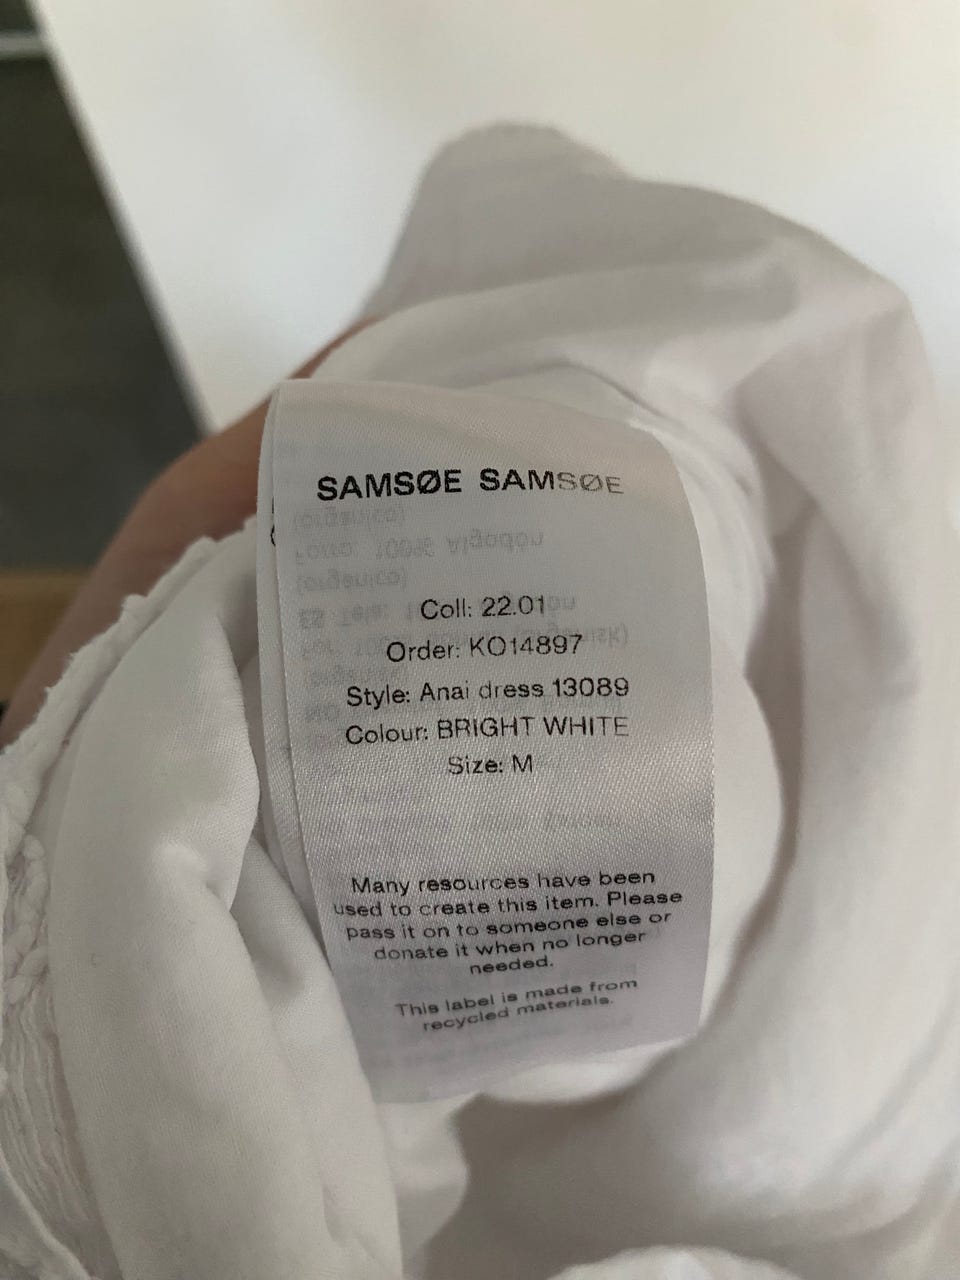 SAMSØE SAMSØE
Coll: 22.01
Order: KO14897
Style: Anai dress 13089
Colour: BRIGHT WHITE
Size: M
Many resources have been
used to create this item. Please
pass it on to someone else or
donate it when no longer
needed.
This label is made from
recycled materials.